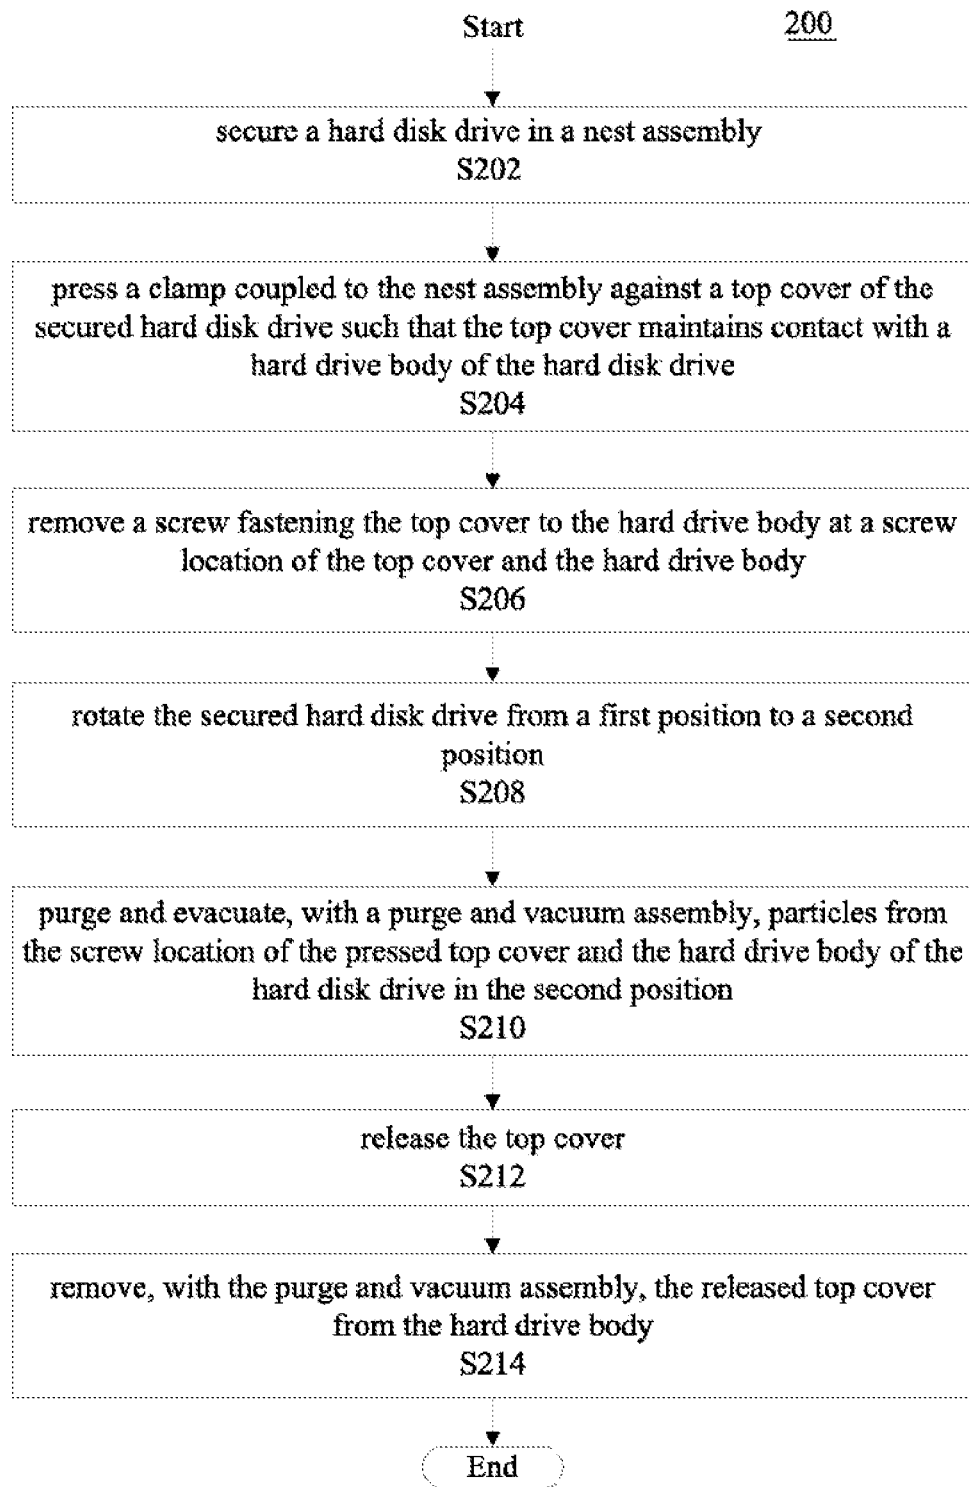 Start
200
secure a hard disk drive in a nest assembly
S202
press a clamp coupled to the nest assembly against a top cover of the
secured hard disk drive such that the top cover maintains contact with a
hard drive body of the hard disk drive
S204
remove a screw fastening the top cover to the hard drive body at a screw
location of the top cover and the hard drive body
S206
rotate the secured hard disk drive from a first position to a second
position
S208
purge and evacuate, with a purge and vacuum assembly, particles from
the screw location of the pressed top cover and the hard drive body of the
hard disk drive in the second position
S210
release the top cover
S212
remove, with the purge and vacuum assembly, the released top cover
from the hard drive body
S214
End